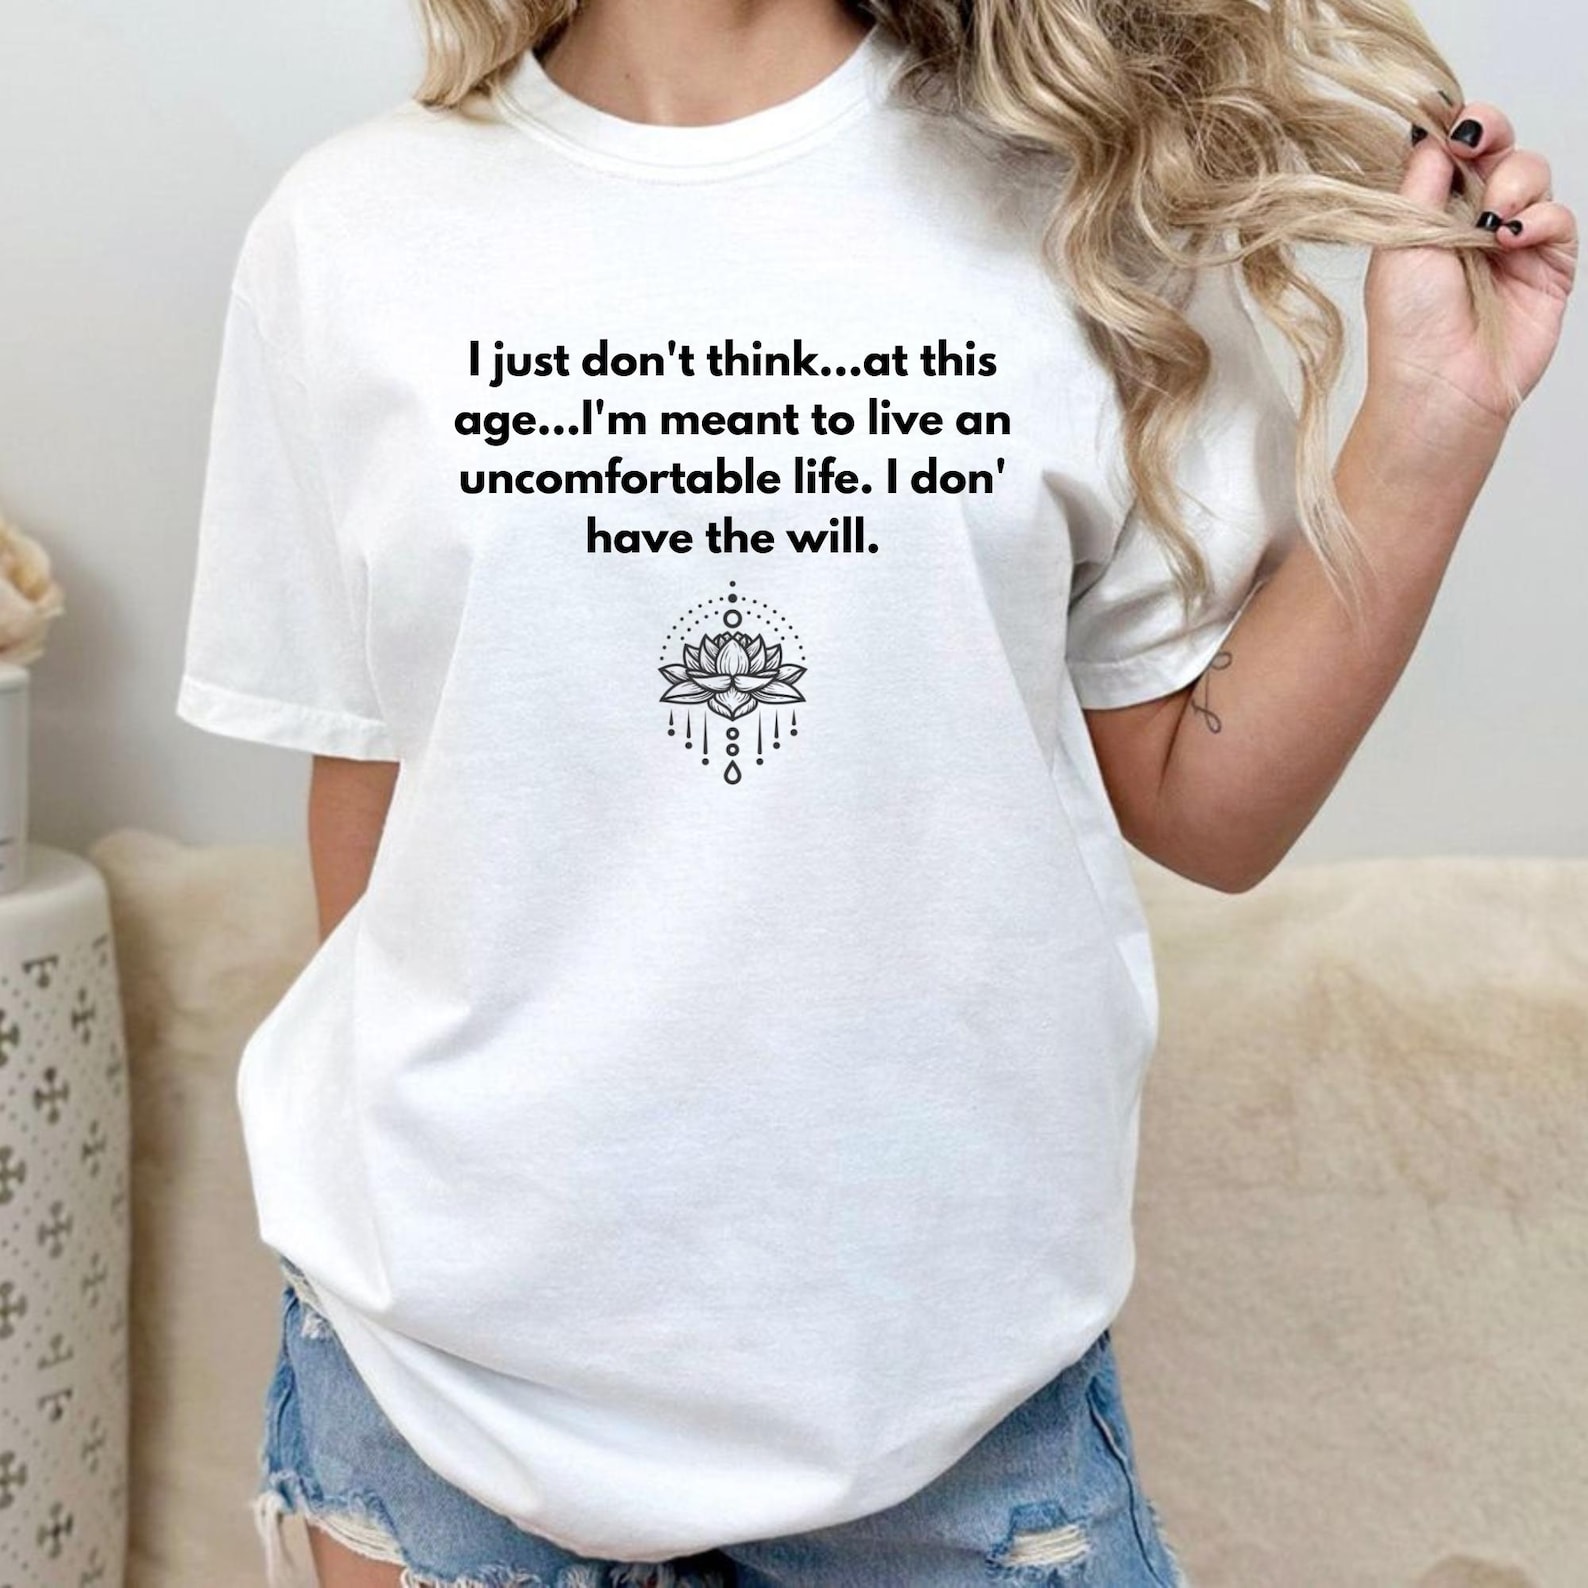 I just don't think...at this
age...I'm meant to live an
uncomfortable life. I don'
have the will.